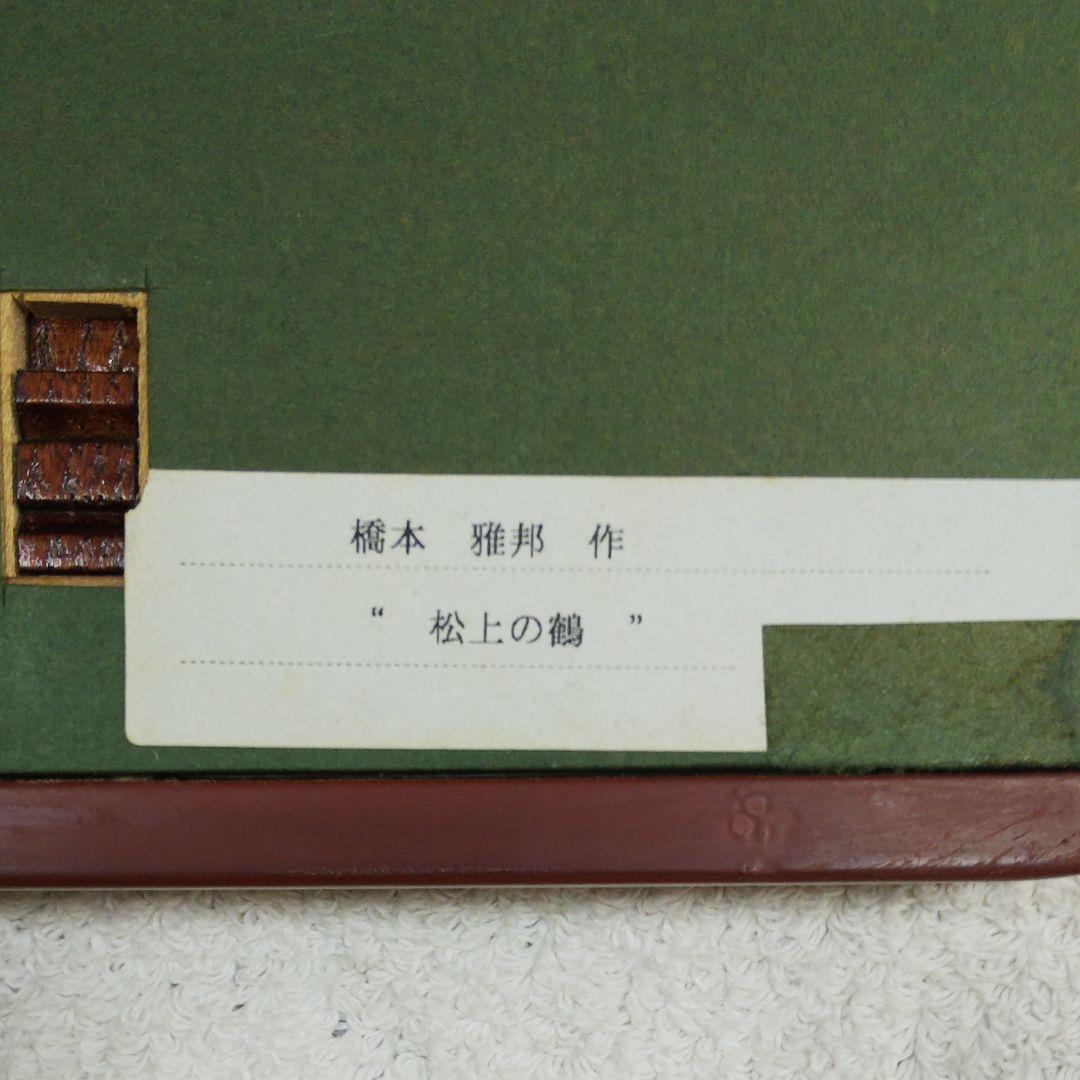 橋本 雅邦 作
“ 松上の鶴 ”